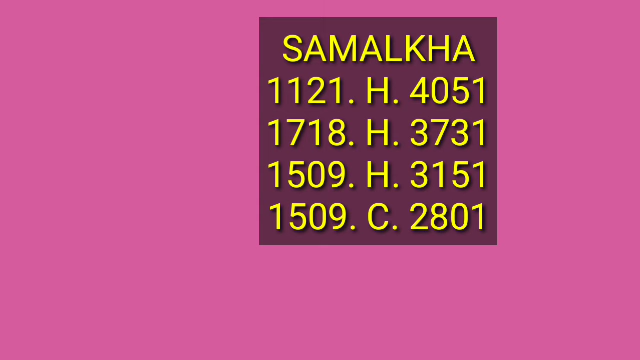 SAMALKHA
1121. H. 4051
1718. H. 3731
1509. H. 3151
1509. C. 2801